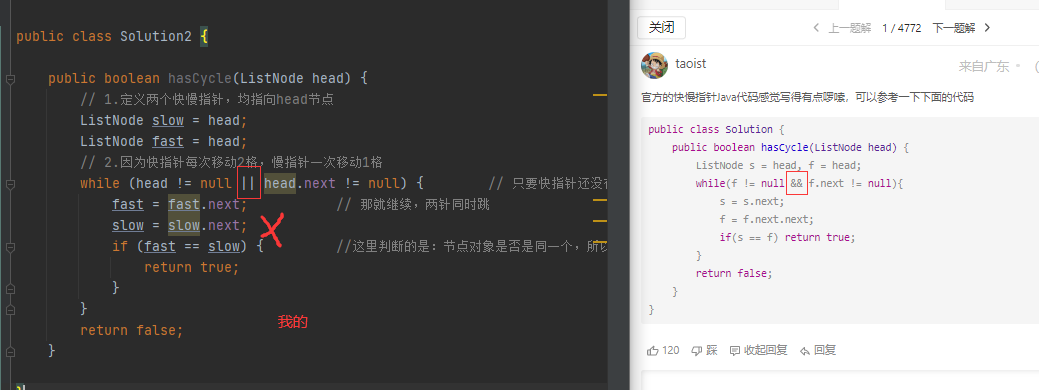 public class Solution2 {
public boolean hasCycle(ListNode head) {
// 1.定义两个快慢指针，均指向head节点
ListNode slow = head;
ListNode fast = head;
// 2.因为快指针每次移动2格，慢指针一次移动1格
while (head != null || head.next != null) { // 只要快指针还没有
fast = fast.next; // 那就继续，两针同时跳
slow = slow.next;
if (fast == slow) { //这里判断的是：节点对象是否是同一个，所以
return true;
}
}
return false;
}
我的
关闭
上一题解 1 / 4772 下一题解
taoist
来自广东
官方的快慢指针Java代码感觉写得有点啰嗦，可以参考一下下面的代码
public class Solution {
public boolean hasCycle(ListNode head) {
ListNode s = head, f = head;
while(f != null && f.next != null){
s = s.next;
f = f.next.next;
if(s == f) return true;
}
return false;
}
}
120 踩 收起回复 回复